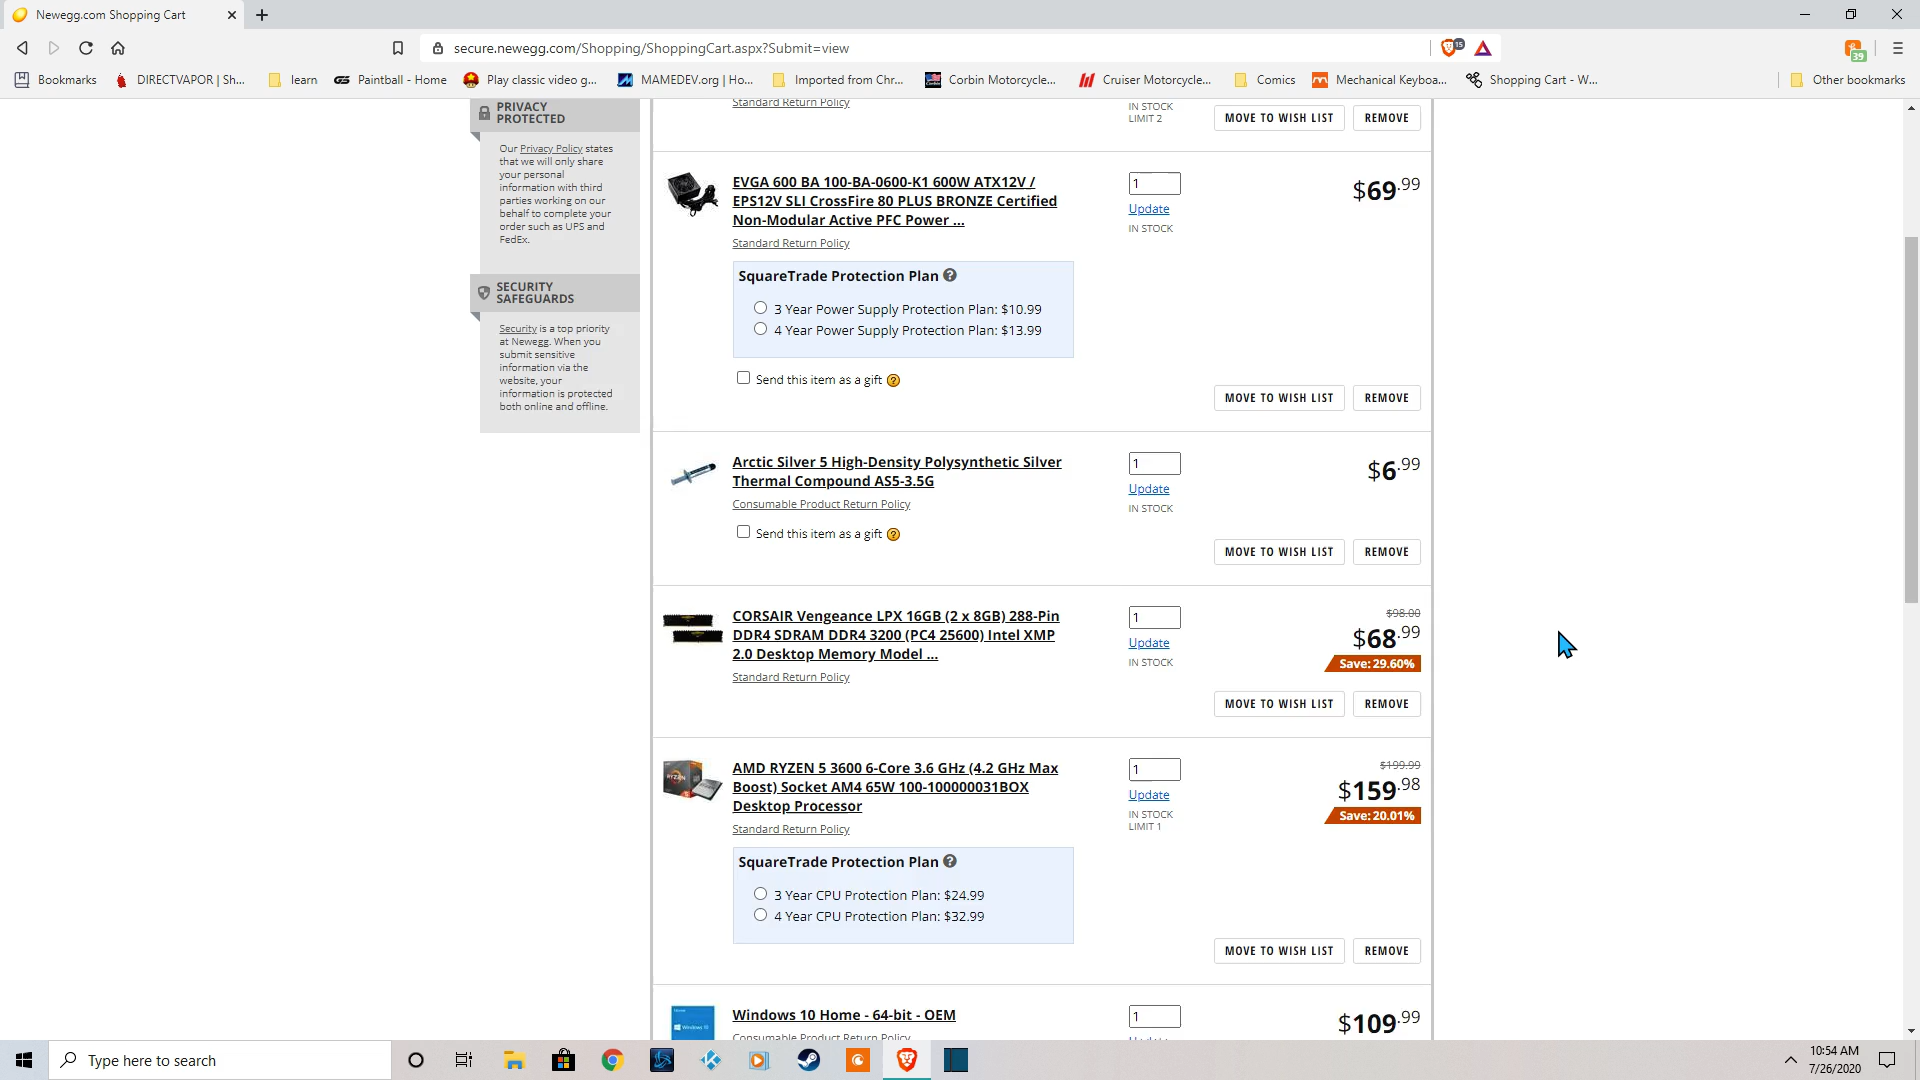 Newegg.com Shopping Cart
secure.newegg.com/Shopping/ShoppingCart.aspx?Submit=view
15
39
Bookmarks
DIRECTVAPOR | Sh...
learn
GS Paintball - Home
Play classic video g...
MAMEDEV.org | Ho...
Imported from Chr...
Corbin Motorcycle...
Cruiser Motorcycle...
Comics
Mechanical Keyboa...
Shopping Cart - W...
Other bookmarks
PRIVACY
PROTECTED
Our Privacy Policy states
that we will only share
your personal
information with third
parties working on our
behalf to complete your
order such as UPS and
FedEx.
SECURITY
SAFEGUARDS
Security is a top priority
at Newegg. When you
submit sensitive
information via the
website, your
information is protected
both online and offline.
Standard Return Policy
IN STOCK
LIMIT 2
MOVE TO WISH LIST
REMOVE
EVGA 600 BA 100-BA-0600-K1 600W ATX12V /
EPS12V SLI CrossFire 80 PLUS BRONZE Certified
Non-Modular Active PFC Power ...
Standard Return Policy
1
Update
IN STOCK
$69.99
SquareTrade Protection Plan ?
3 Year Power Supply Protection Plan: $10.99
4 Year Power Supply Protection Plan: $13.99
Send this item as a gift ?
MOVE TO WISH LIST
REMOVE
Arctic Silver 5 High-Density Polysynthetic Silver
Thermal Compound AS5-3.5G
Consumable Product Return Policy
1
Update
IN STOCK
$6.99
Send this item as a gift ?
MOVE TO WISH LIST
REMOVE
CORSAIR Vengeance LPX 16GB (2 x 8GB) 288-Pin
DDR4 SDRAM DDR4 3200 (PC4 25600) Intel XMP
2.0 Desktop Memory Model ...
Standard Return Policy
1
Update
IN STOCK
$98.00
$68.99
Save: 29.60%
MOVE TO WISH LIST
REMOVE
RYZEN
AMD RYZEN 5 3600 6-Core 3.6 GHz (4.2 GHz Max
Boost) Socket AM4 65W 100-100000031BOX
Desktop Processor
Standard Return Policy
1
Update
IN STOCK
LIMIT 1
$199.99
$159.98
Save: 20.01%
SquareTrade Protection Plan ?
3 Year CPU Protection Plan: $24.99
4 Year CPU Protection Plan: $32.99
MOVE TO WISH LIST
REMOVE
Windows 10
Windows 10 Home - 64-bit - OEM
Consumable Product Return Policy
1
Update
$109.99
Type here to search
10:54 AM
7/26/2020